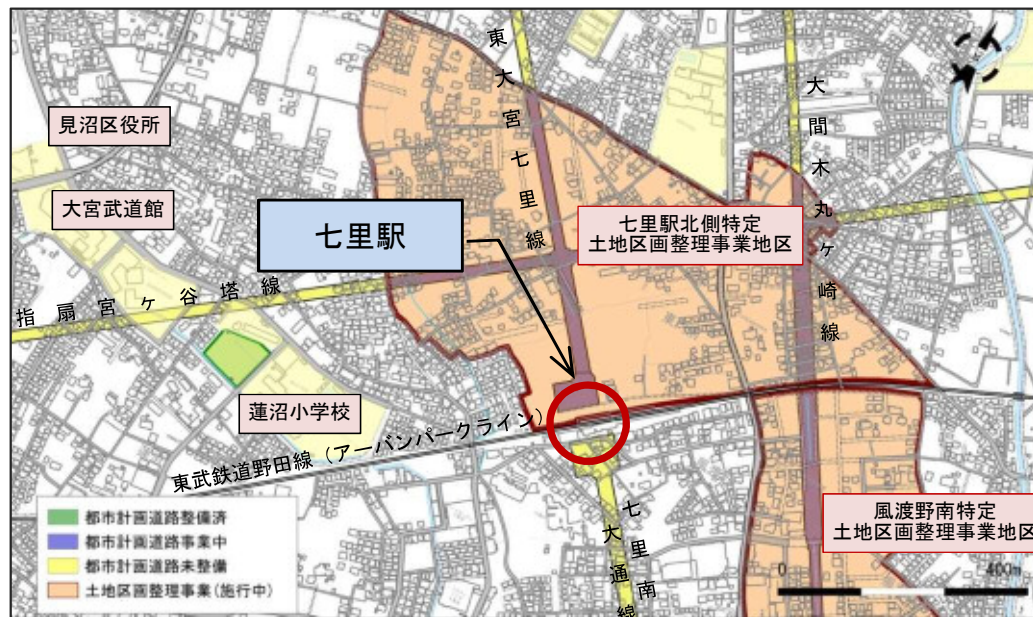 東大宮七里線
大間木丸ヶ崎線
見沼区役所
大宮武道館
七里駅
七里駅北側特定
土地区画整理事業地区
指扇宮ヶ谷塔線
蓮沼小学校
東武鉄道野田線（アーバンパークライン）
七里大通南線
風渡野南特定
土地区画整理事業地区
都市計画道路整備済
都市計画道路事業中
都市計画道路未整備
土地区画整理事業(施行中)
0 400m